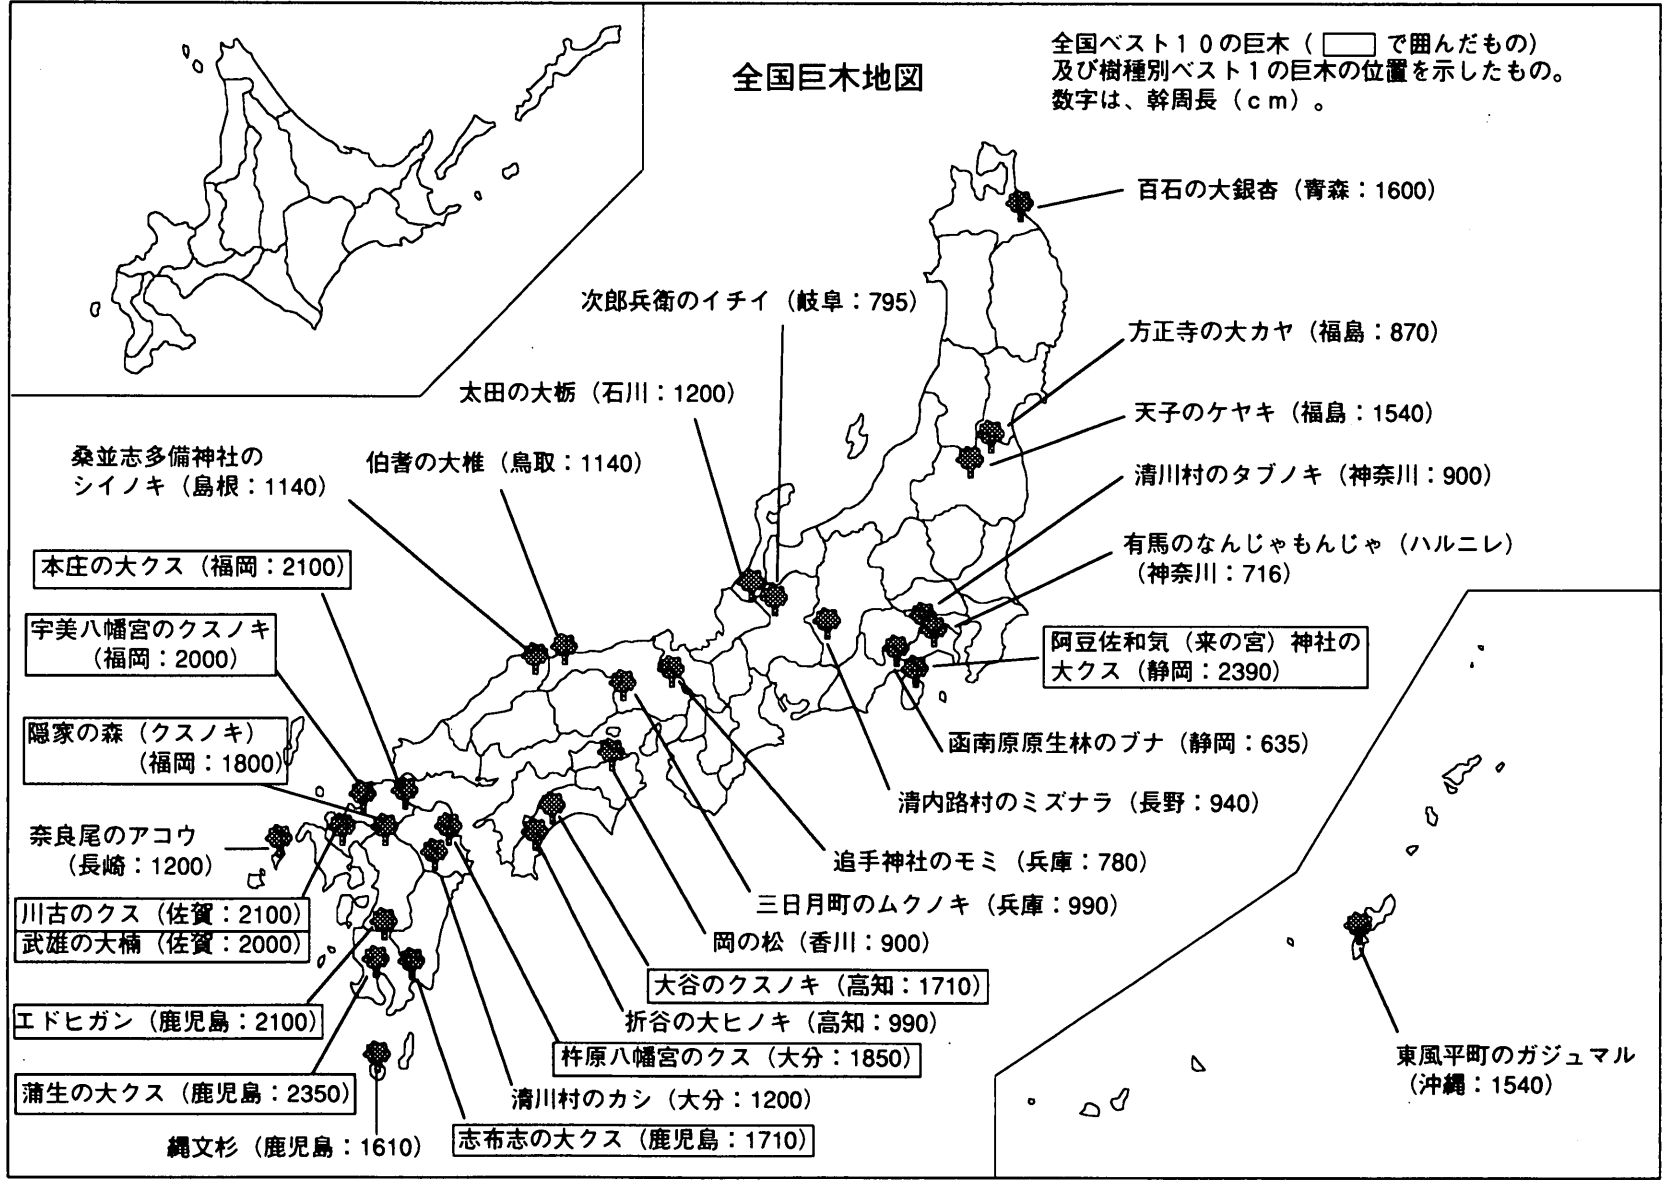 全国巨木地図
全国ベスト10の巨木（ で囲んだもの）
及び樹種別ベスト1の巨木の位置を示したもの。
数字は、幹周長（cm）。
百石の大銀杏（青森：1600）
次郎兵衛のイチイ（岐阜：795）
方正寺の大カヤ（福島：870）
太田の大栃（石川：1200）
天子のケヤキ（福島：1540）
桑並志多備神社の
シイノキ（島根：1140）
伯耆の大椎（鳥取：1140）
清川村のタブノキ（神奈川：900）
有馬のなんじゃもんじゃ（ハルニレ）
（神奈川：716）
本庄の大クス（福岡：2100）
宇美八幡宮のクスノキ
（福岡：2000）
阿豆佐和気（来の宮）神社の
大クス（静岡：2390）
隠家の森（クスノキ）
（福岡：1800）
函南原原生林のブナ（静岡：635）
清内路村のミズナラ（長野：940）
奈良尾のアコウ
（長崎：1200）
追手神社のモミ（兵庫：780）
三日月町のムクノキ（兵庫：990）
川古のクス（佐賀：2100）
武雄の大楠（佐賀：2000）
岡の松（香川：900）
大谷のクスノキ（高知：1710）
エドヒガン（鹿児島：2100）
折谷の大ヒノキ（高知：990）
杵原八幡宮のクス（大分：1850）
蒲生の大クス（鹿児島：2350）
清川村のカシ（大分：1200）
志布志の大クス（鹿児島：1710）
縄文杉（鹿児島：1610）
東風平町のガジュマル
（沖縄：1540）